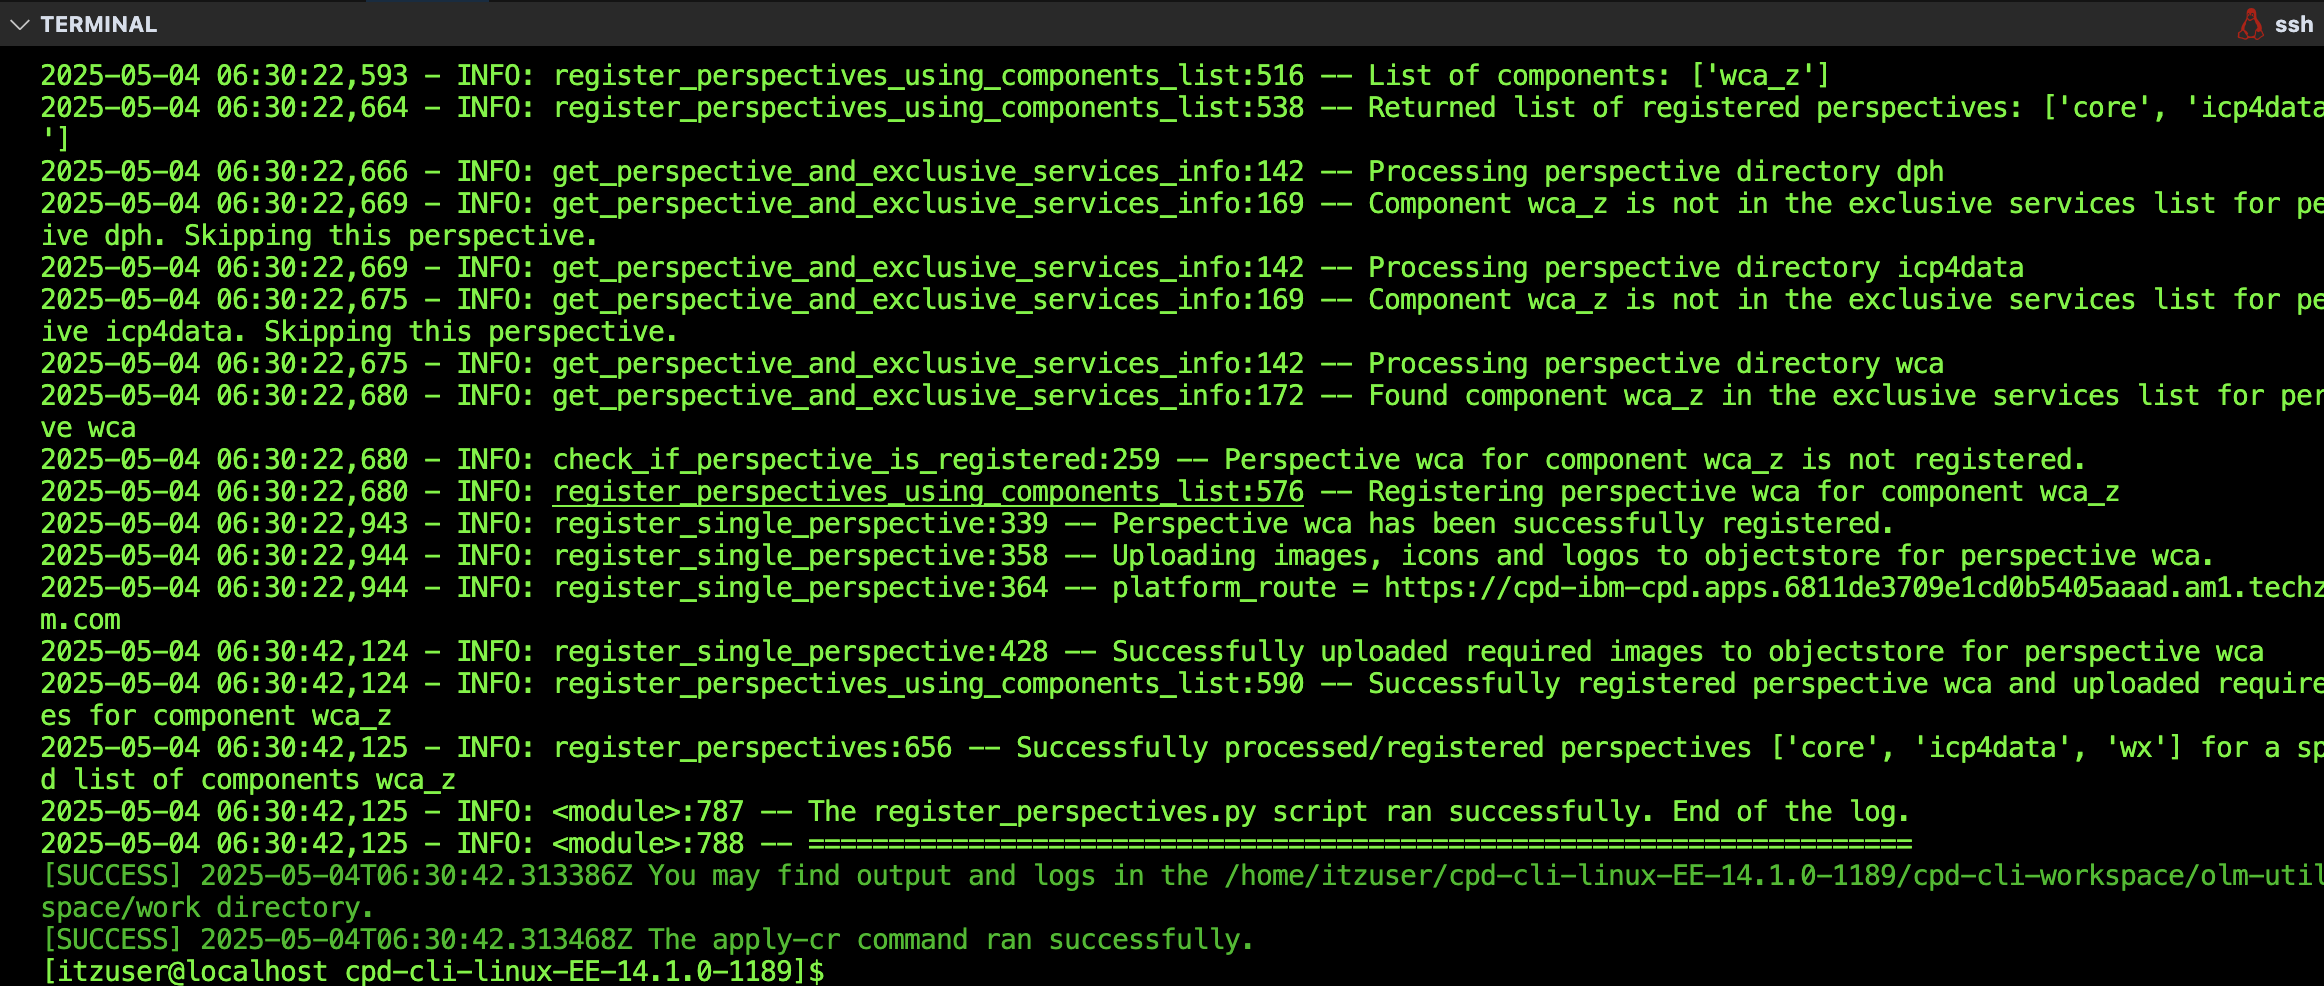 TERMINAL
ssh
2025-05-04 06:30:22,593 - INFO: register_perspectives_using_components_list:516 -- List of components: ['wca_z']
2025-05-04 06:30:22,664 - INFO: register_perspectives_using_components_list:538 -- Returned list of registered perspectives: ['core', 'icp4data
']
2025-05-04 06:30:22,666 - INFO: get_perspective_and_exclusive_services_info:142 -- Processing perspective directory dph
2025-05-04 06:30:22,669 - INFO: get_perspective_and_exclusive_services_info:169 -- Component wca_z is not in the exclusive services list for pe
ive dph. Skipping this perspective.
2025-05-04 06:30:22,669 - INFO: get_perspective_and_exclusive_services_info:142 -- Processing perspective directory icp4data
2025-05-04 06:30:22,675 - INFO: get_perspective_and_exclusive_services_info:169 -- Component wca_z is not in the exclusive services list for pe
ive icp4data. Skipping this perspective.
2025-05-04 06:30:22,675 - INFO: get_perspective_and_exclusive_services_info:142 -- Processing perspective directory wca
2025-05-04 06:30:22,680 - INFO: get_perspective_and_exclusive_services_info:172 -- Found component wca_z in the exclusive services list for per
ve wca
2025-05-04 06:30:22,680 - INFO: check_if_perspective_is_registered:259 -- Perspective wca for component wca_z is not registered.
2025-05-04 06:30:22,680 - INFO: register_perspectives_using_components_list:576 -- Registering perspective wca for component wca_z
2025-05-04 06:30:22,943 - INFO: register_single_perspective:339 -- Perspective wca has been successfully registered.
2025-05-04 06:30:22,944 - INFO: register_single_perspective:358 -- Uploading images, icons and logos to objectstore for perspective wca.
2025-05-04 06:30:22,944 - INFO: register_single_perspective:364 -- platform_route = https://cpd-ibm-cpd.apps.6811de3709e1cd0b5405aaad.am1.techz
m.com
2025-05-04 06:30:42,124 - INFO: register_single_perspective:428 -- Successfully uploaded required images to objectstore for perspective wca
2025-05-04 06:30:42,124 - INFO: register_perspectives_using_components_list:590 -- Successfully registered perspective wca and uploaded require
es for component wca_z
2025-05-04 06:30:42,125 - INFO: register_perspectives:656 -- Successfully processed/registered perspectives ['core', 'icp4data', 'wx'] for a sp
d list of components wca_z
2025-05-04 06:30:42,125 - INFO: <module>:787 -- The register_perspectives.py script ran successfully. End of the log.
2025-05-04 06:30:42,125 - INFO: <module>:788 -- =====================================================================
[SUCCESS] 2025-05-04T06:30:42.313386Z You may find output and logs in the /home/itzuser/cpd-cli-linux-EE-14.1.0-1189/cpd-cli-workspace/olm-util
space/work directory.
[SUCCESS] 2025-05-04T06:30:42.313468Z The apply-cr command ran successfully.
[itzuser@localhost cpd-cli-linux-EE-14.1.0-1189]$